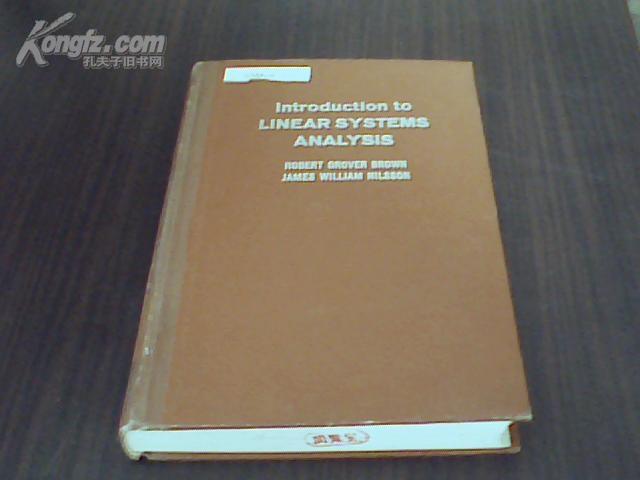 Kongfz.com
孔夫子旧书网
Introduction to
LINEAR SYSTEMS
ANALYSIS
ROBERT GROVER BROWN
JAMES WILLIAM NILSSON